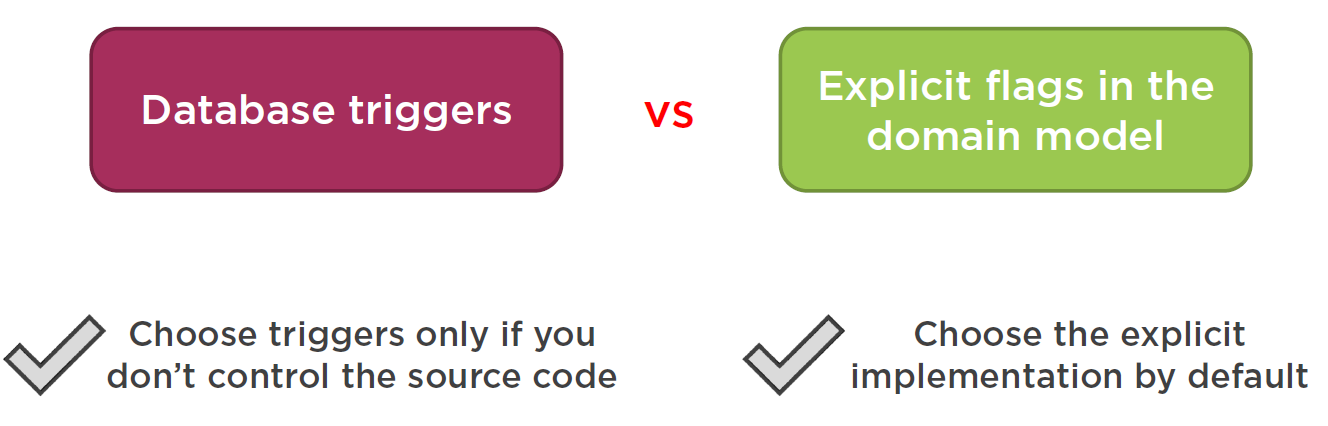 Database triggers
vs
Explicit flags in the
domain model
Choose triggers only if you
don’t control the source code
Choose the explicit
implementation by default